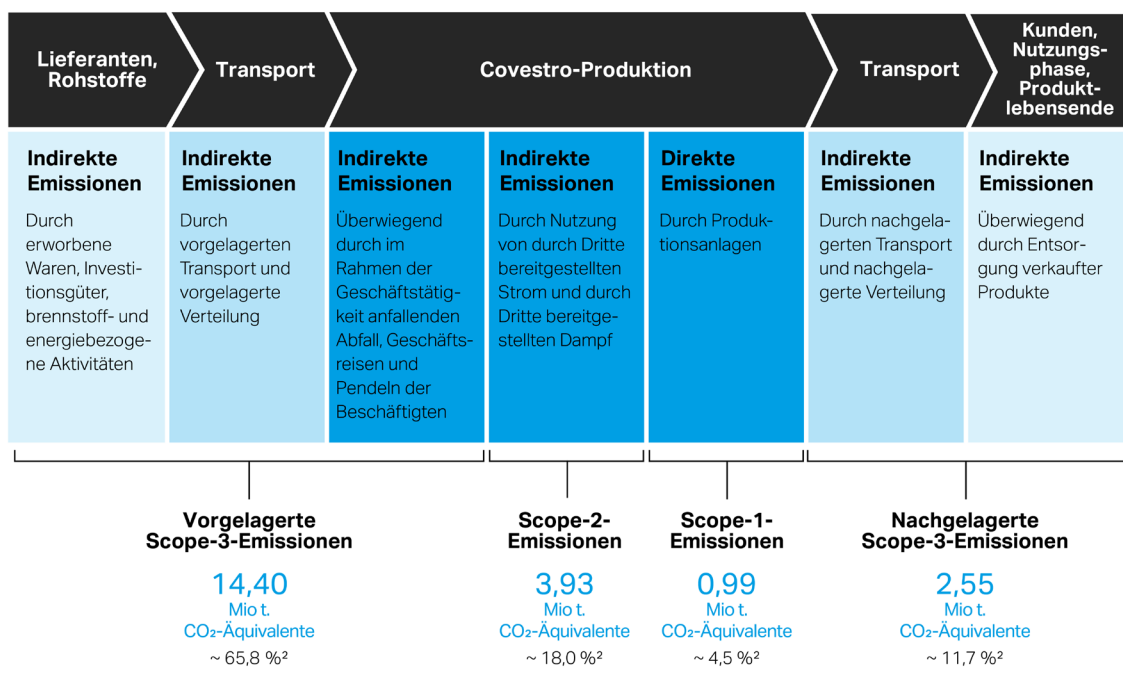 Lieferanten,
Rohstoffe
Transport
Covestro-Produktion
Transport
Kunden,
Nutzungs-
phase,
Produkt-
lebensende
Indirekte
Emissionen
Durch
erworbene
Waren, Investi-
tionsgüter,
brennstoff- und
energiebezoge-
ne Aktivitäten
Indirekte
Emissionen
Durch
vorgelagerten
Transport und
vorgelagerte
Verteilung
Indirekte
Emissionen
Überwiegend
durch im
Rahmen der
Geschäftstätig-
keit anfallenden
Abfall, Geschäfts-
reisen und
Pendeln der
Beschäftigten
Indirekte
Emissionen
Durch Nutzung
von durch Dritte
bereitgestellten
Strom und durch
Dritte bereitge-
stellten Dampf
Direkte
Emissionen
Durch Produk-
tionsanlagen
Indirekte
Emissionen
Durch nachgela-
gerten Transport
und nachgela-
gerte Verteilung
Indirekte
Emissionen
Überwiegend
durch Entsor-
gung verkaufter
Produkte
Vorgelagerte
Scope-3-Emissionen
14,40
Mio t.
CO₂-Äquivalente
~ 65,8 %²
Scope-2-
Emissionen
3,93
Mio t.
CO₂-Äquivalente
~ 18,0 %²
Scope-1-
Emissionen
0,99
Mio t.
CO₂-Äquivalente
~ 4,5 %²
Nachgelagerte
Scope-3-Emissionen
2,55
Mio t.
CO₂-Äquivalente
~ 11,7 %²